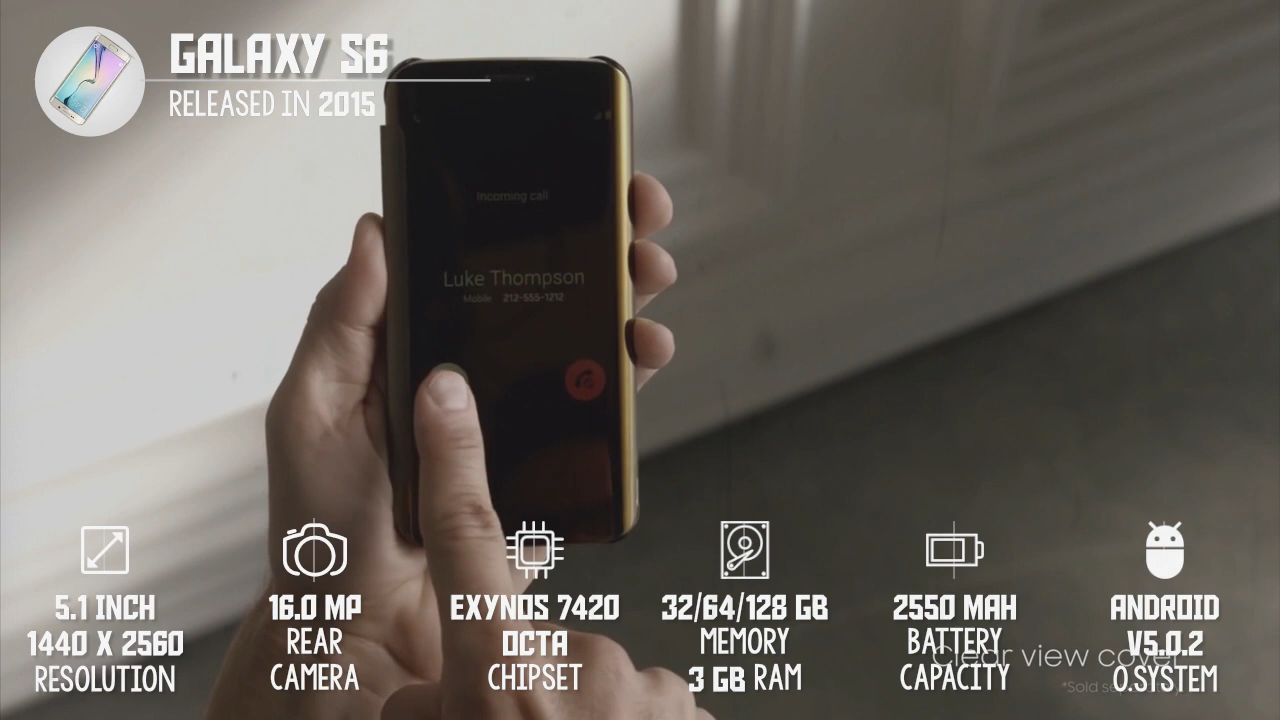 GALAXY S6
RELEASED IN 2015
Incoming call
Luke Thompson
Mobile 212-555-1212
5.1 INCH
1440 X 2560
RESOLUTION
16.0 MP
REAR
CAMERA
EXYNOS 7420
OCTA
CHIPSET
32/64/128 GB
MEMORY
3 GB RAM
2550 MAH
BATTERY
CAPACITY
ANDROID
V5.0.2
O.SYSTEM
Clear view cover
*Sold